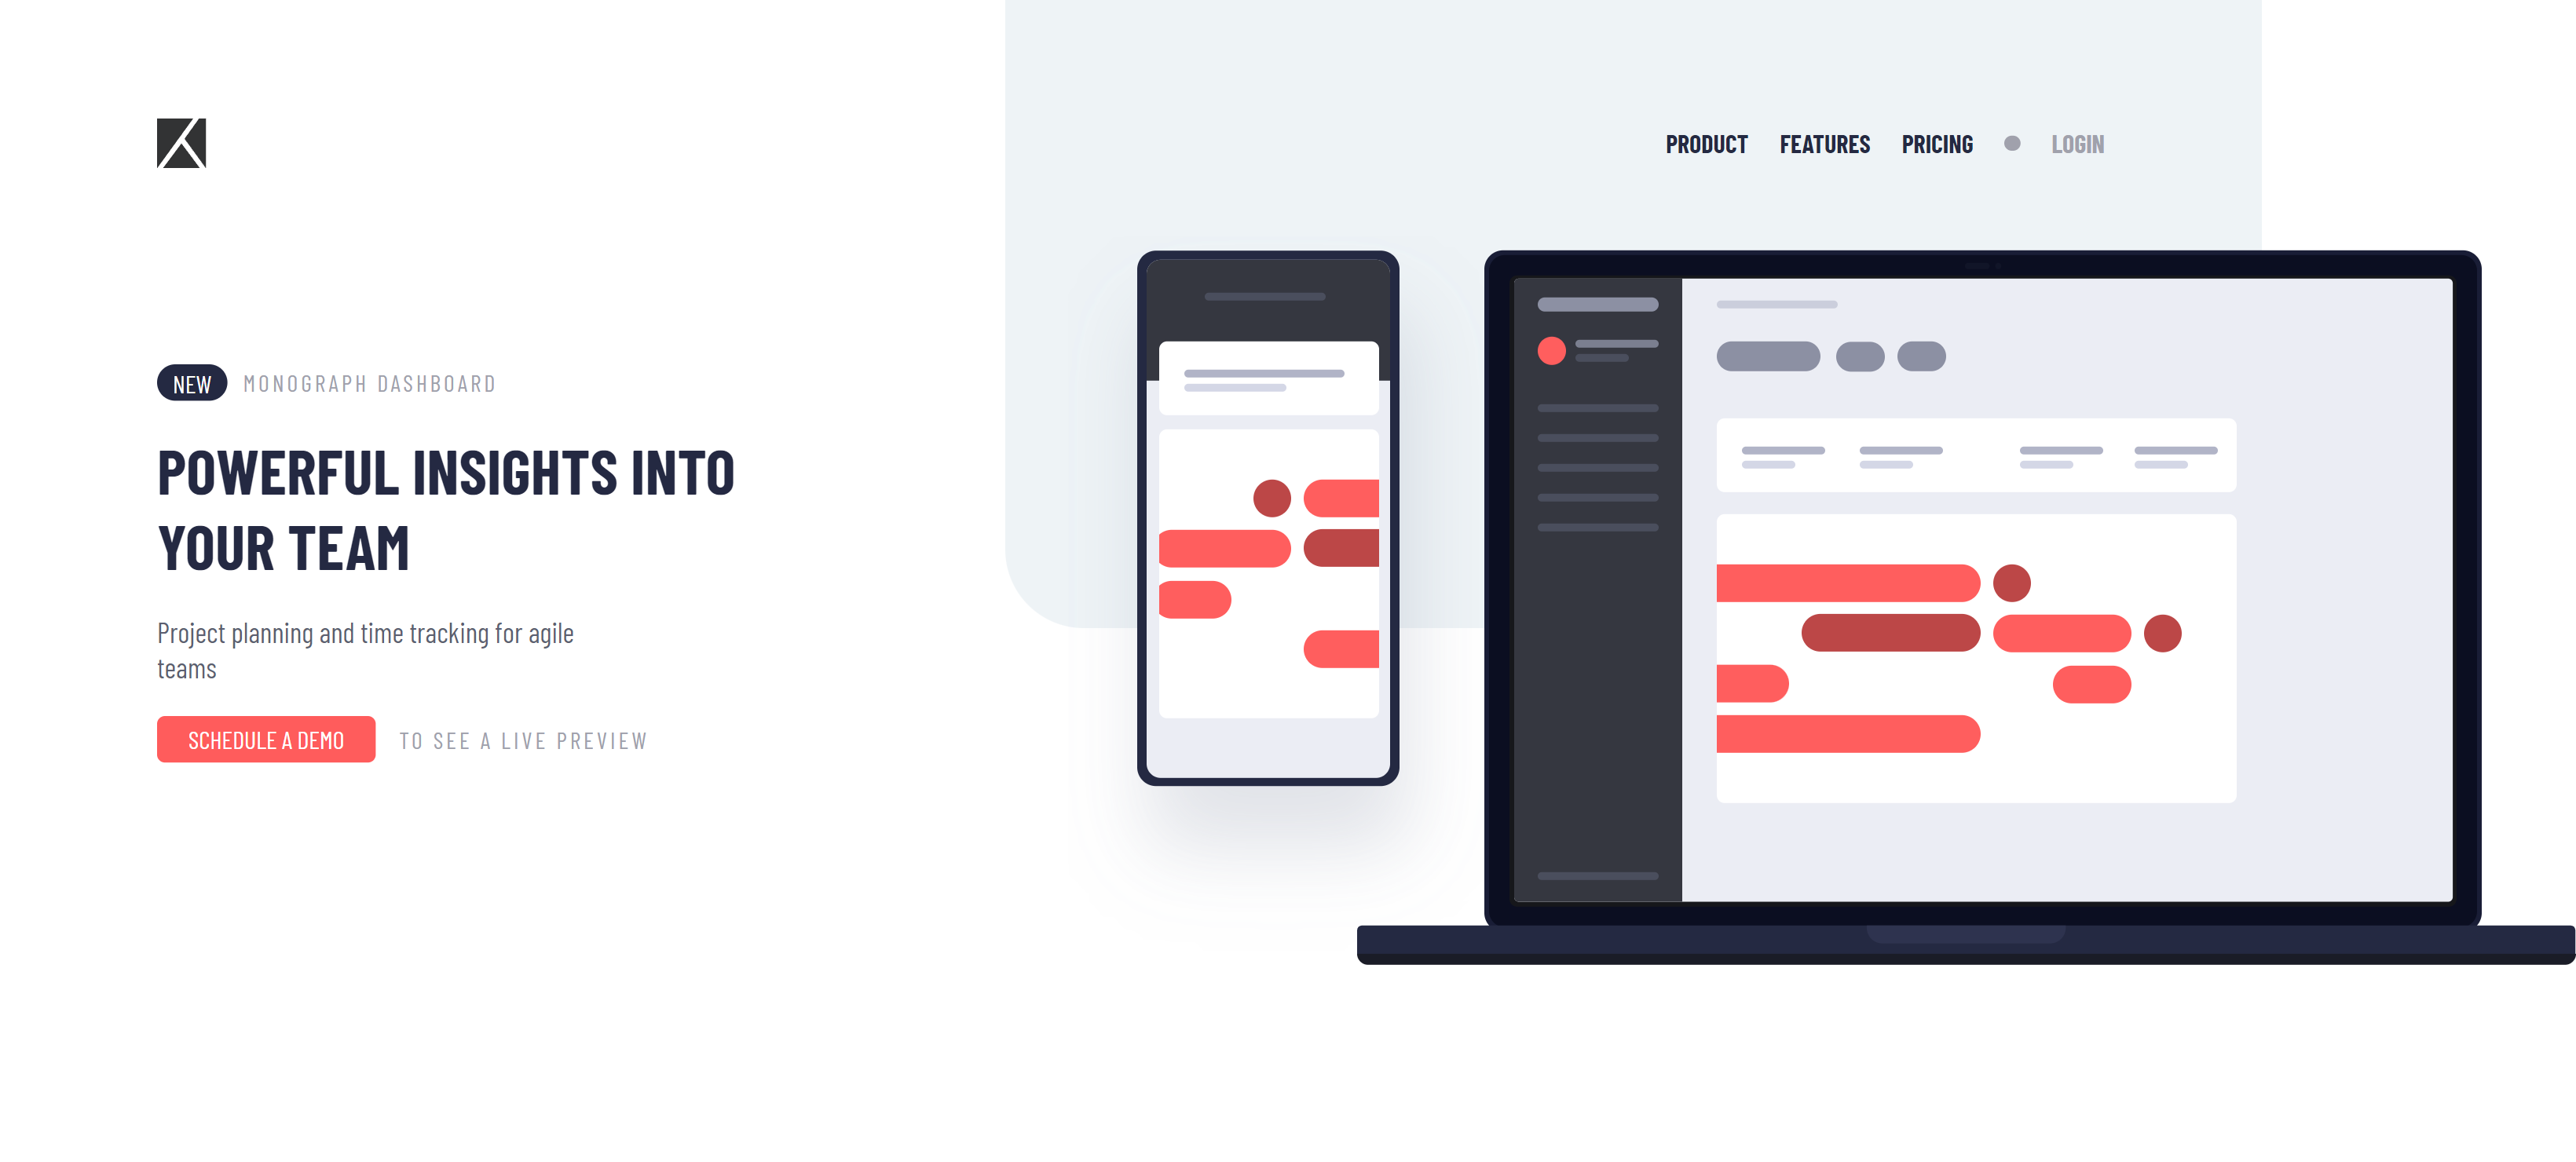 PRODUCT FEATURES PRICING LOGIN
NEW MONOGRAPH DASHBOARD
POWERFUL INSIGHTS INTO
YOUR TEAM
Project planning and time tracking for agile
teams
SCHEDULE A DEMO TO SEE A LIVE PREVIEW